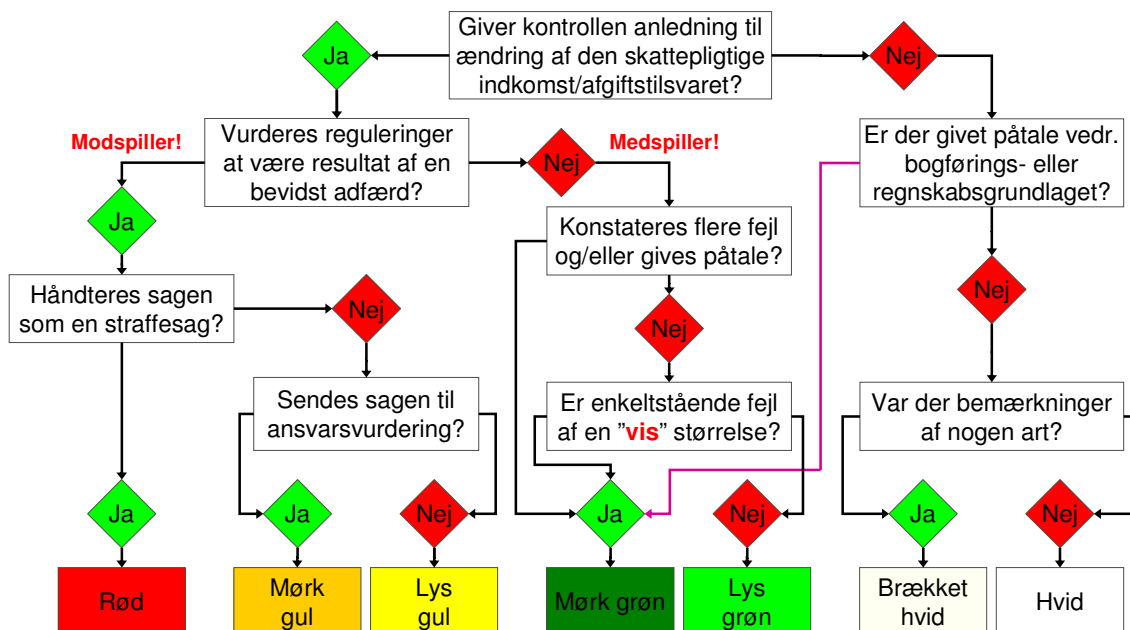 Giver kontrollen anledning til
ændring af den skattepligtige
indkomst/afgiftstilsvaret?
Ja
Nej
Modspiller!
Vurderes reguleringer
at være resultat af en
bevidst adfærd?
Nej
Medspiller!
Er der givet påtale vedr.
bogførings- eller
regnskabsgrundlaget?
Ja
Konstateres flere fejl
og/eller gives påtale?
Nej
Håndteres sagen
som en straffesag?
Nej
Nej
Sendes sagen til
ansvarsvurdering?
Er enkeltstående fejl
af en ”vis” størrelse?
Var der bemærkninger
af nogen art?
Ja
Ja
Nej
Ja
Nej
Ja
Nej
Rød
Mørk
gul
Lys
gul
Mørk grøn
Lys
grøn
Brækket
hvid
Hvid